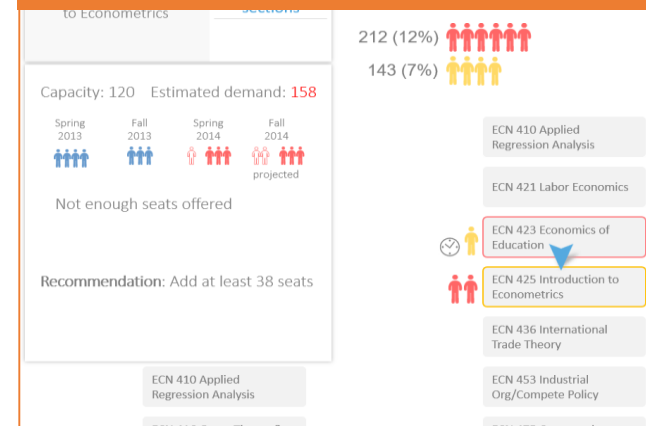 to Econometrics
sections
212 (12%)
143 (7%)
Capacity: 120 Estimated demand: 158
Spring 2013
Fall 2013
Spring 2014
Fall 2014
projected
Not enough seats offered
Recommendation: Add at least 38 seats
ECN 410 Applied
Regression Analysis
ECN 410 Applied
Regression Analysis
ECN 421 Labor Economics
ECN 423 Economics of
Education
ECN 425 Introduction to
Econometrics
ECN 436 International
Trade Theory
ECN 453 Industrial
Org/Compete Policy